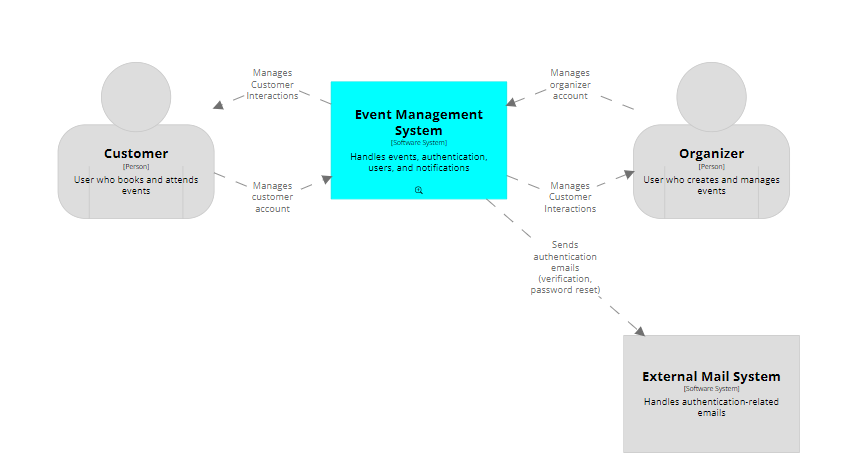 Manages
Customer
Interactions
Manages
organizer
account
Event Management
System
[Software System]
Handles events, authentication,
users, and notifications
Customer
[Person]
User who books and attends
events
Organizer
[Person]
User who creates and manages
events
Manages
customer
account
Manages
Customer
Interactions
Sends
authentication
emails
(verification,
password reset)
External Mail System
[Software System]
Handles authentication-related
emails